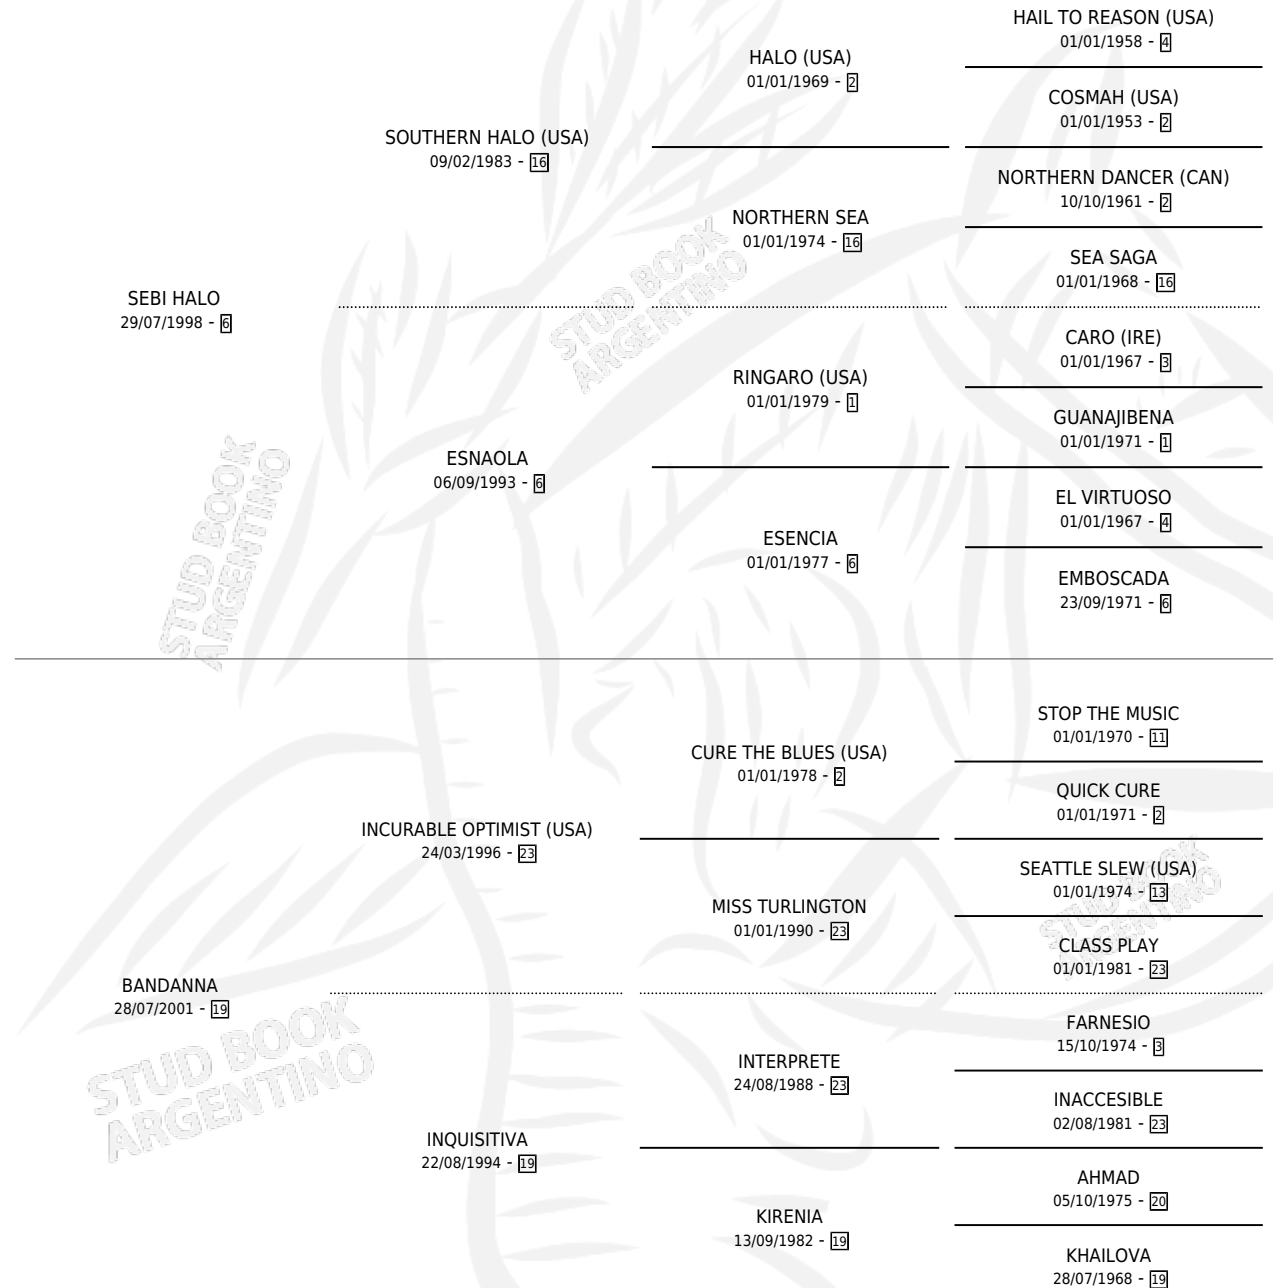 HAIL TO REASON (USA)
01/01/1958 - 4
HALO (USA)
01/01/1969 - 2
COSMAH (USA)
01/01/1953 - 2
SOUTHERN HALO (USA)
09/02/1983 - 16
NORTHERN DANCER (CAN)
10/10/1961 - 2
NORTHERN SEA
01/01/1974 - 16
SEA SAGA
01/01/1968 - 16
SEBI HALO
29/07/1998 - 6
STUD BOOK
ARGENTINO
CARO (IRE)
01/01/1967 - 3
RINGARO (USA)
01/01/1979 - 1
GUANAJIBENA
01/01/1971 - 1
ESNAOLA
06/09/1993 - 6
EL VIRTUOSO
01/01/1967 - 4
ESENCIA
01/01/1977 - 6
EMBOSCADA
23/09/1971 - 6
STUD BOOK
ARGENTINO
STOP THE MUSIC
01/01/1970 - 11
CURE THE BLUES (USA)
01/01/1978 - 2
QUICK CURE
01/01/1971 - 2
INCURABLE OPTIMIST (USA)
24/03/1996 - 23
SEATTLE SLEW (USA)
01/01/1974 - 13
MISS TURLINGTON
01/01/1990 - 23
STUD BOOK
ARGENTINO
CLASS PLAY
01/01/1981 - 23
BANDANNA
28/07/2001 - 19
FARNESIO
15/10/1974 - 3
INTERPRETE
24/08/1988 - 23
INACCESIBLE
02/08/1981 - 23
STUD BOOK
ARGENTINO
INQUISITIVA
22/08/1994 - 19
AHMAD
05/10/1975 - 20
KIRENIA
13/09/1982 - 19
KHAILOVA
28/07/1968 - 19